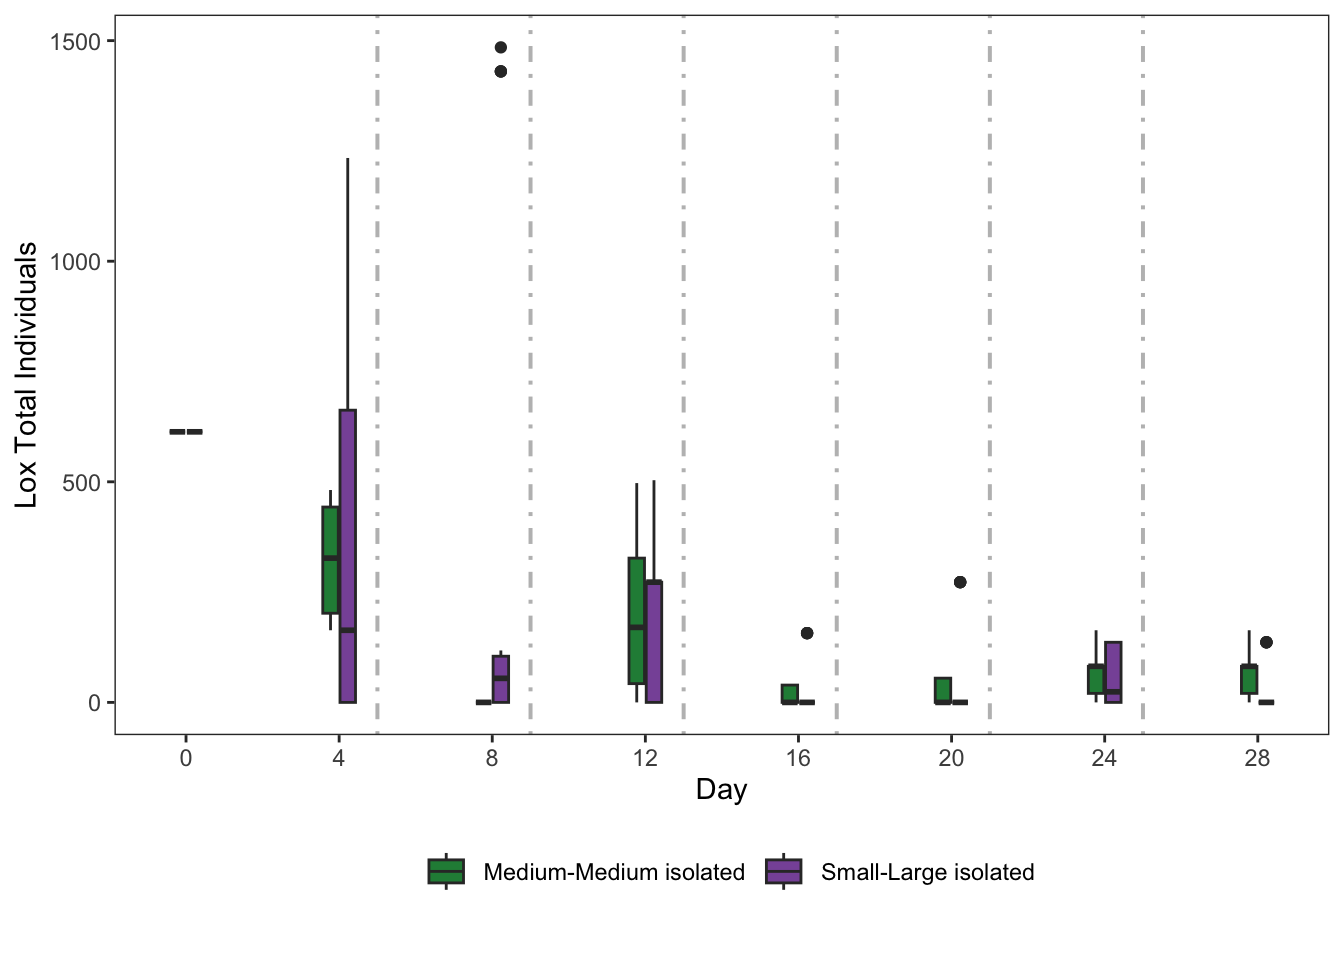 Lox Total Individuals
1500
1000
500
0
0 4 8 12 16 20 24 28
Day
Medium-Medium isolated Small-Large isolated